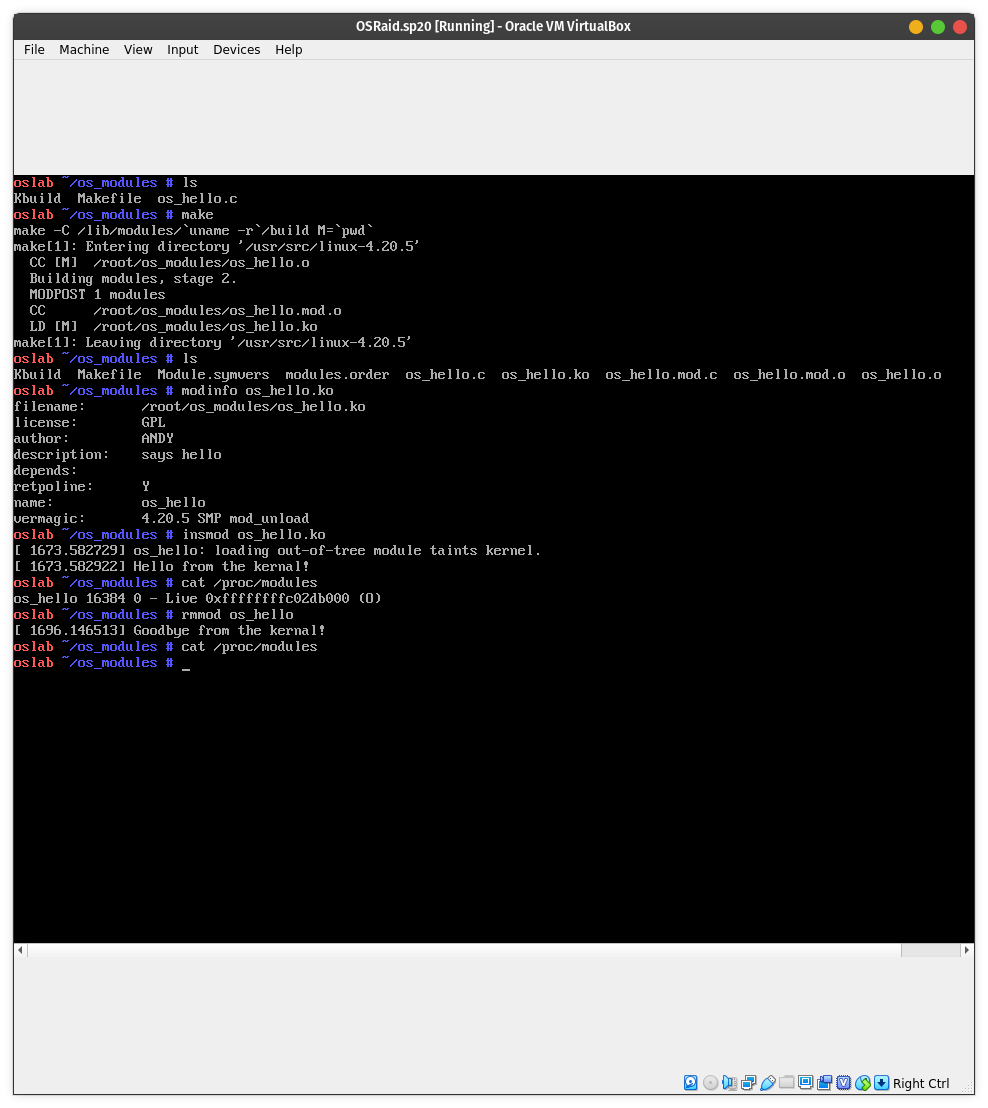 OSRaid.sp20 [Running] - Oracle VM VirtualBox
File Machine View Input Devices Help
oslab ~/os_modules # ls
Kbuild  Makefile  os_hello.c
oslab ~/os_modules # make
make -C /lib/modules/`uname -r`/build M=`pwd`
make[1]: Entering directory '/usr/src/linux-4.20.5'
  CC [M]  /root/os_modules/os_hello.o
  Building modules, stage 2.
  MODPOST 1 modules
  CC      /root/os_modules/os_hello.mod.o
  LD [M]  /root/os_modules/os_hello.ko
make[1]: Leaving directory '/usr/src/linux-4.20.5'
oslab ~/os_modules # ls
Kbuild  Makefile  Module.symvers  modules.order  os_hello.c  os_hello.ko  os_hello.mod.c  os_hello.mod.o  os_hello.o
oslab ~/os_modules # modinfo os_hello.ko
filename:       /root/os_modules/os_hello.ko
license:        GPL
author:         ANDY
description:    says hello
depends:
retpoline:      Y
name:           os_hello
vermagic:       4.20.5 SMP mod_unload
oslab ~/os_modules # insmod os_hello.ko
[ 1673.582729] os_hello: loading out-of-tree module taints kernel.
[ 1673.582922] Hello from the kernal!
oslab ~/os_modules # cat /proc/modules
os_hello 16384 0 - Live 0xffffffffc02db000 (O)
oslab ~/os_modules # rmmod os_hello
[ 1696.146513] Goodbye from the kernal!
oslab ~/os_modules # cat /proc/modules
oslab ~/os_modules # _
Right Ctrl